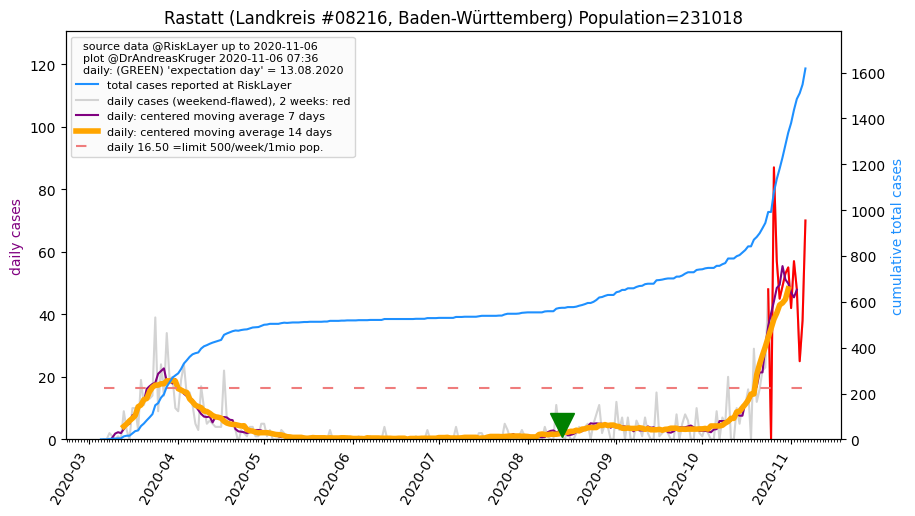 Rastatt (Landkreis #08216, Baden-Württemberg) Population=231018
source data @RiskLayer up to 2020-11-06
plot @DrAndreasKruger 2020-11-06 07:36
daily: (GREEN) 'expectation day' = 13.08.2020
total cases reported at RiskLayer
daily cases (weekend-flawed), 2 weeks: red
daily: centered moving average 7 days
daily: centered moving average 14 days
daily 16.50 =limit 500/week/1mio pop.
daily cases
120
100
80
60
40
20
0
cumulative total cases
1600
1400
1200
1000
800
600
400
200
0
2020-03
2020-04
2020-05
2020-06
2020-07
2020-08
2020-09
2020-10
2020-11